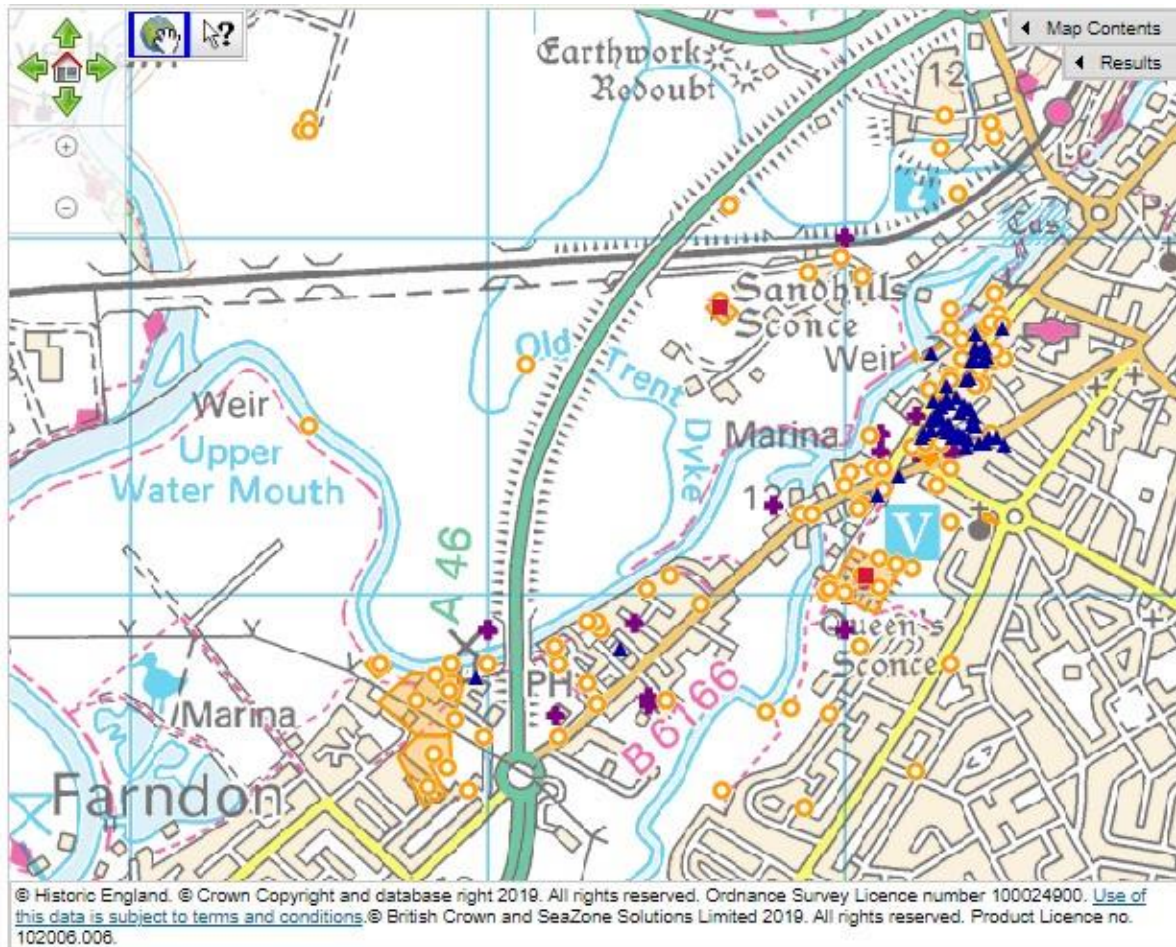 Map Contents
Results
Earthwork
Redoubt
12
LC
Cas
P
i
Sandhills
Sconce
Old Trent Dyke
Weir
Weir
Upper
Water Mouth
Marina
A 46
V
Queen's
Sconce
PH
B 6166
Marina
Farndon
© Historic England. © Crown Copyright and database right 2019. All rights reserved. Ordnance Survey Licence number 100024900. Use of
this data is subject to terms and conditions.© British Crown and SeaZone Solutions Limited 2019. All rights reserved. Product Licence no.
102006.006.